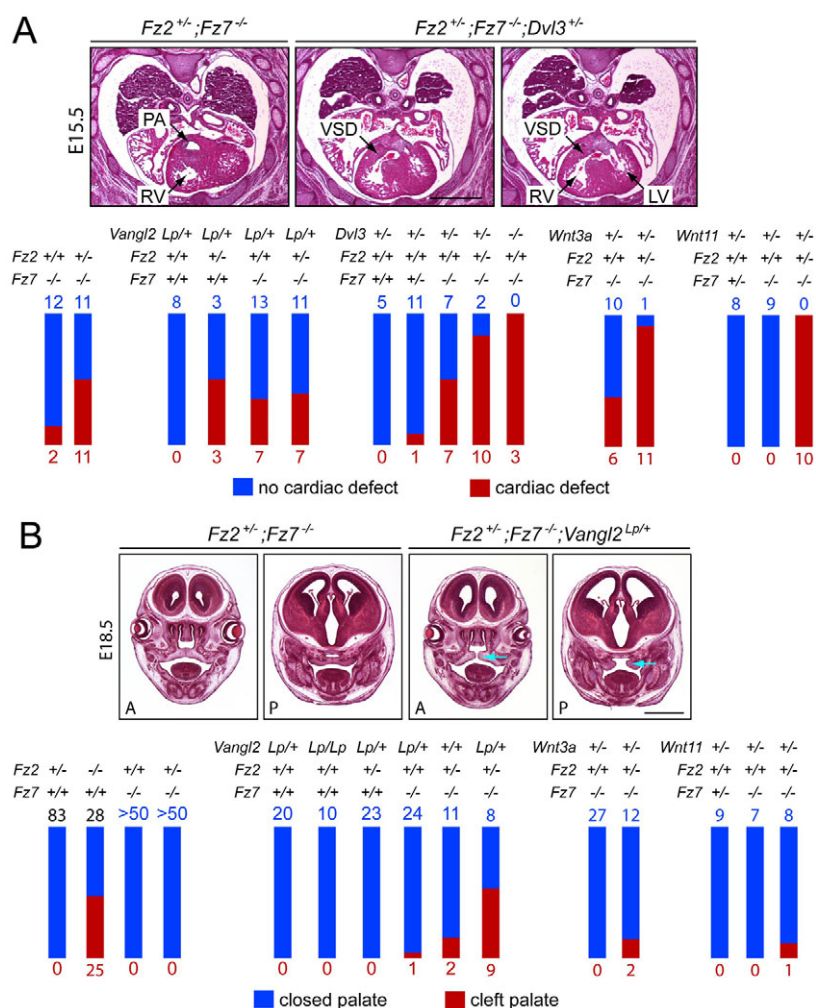 A
Fz2+/-;Fz7-/-
Fz2+/-;Fz7-/-;Dvl3+/-
E15.5
PA
RV
VSD
VSD
RV
LV
Vangl2 Lp/+ Lp/+ Lp/+ Lp/+ Dvl3 +/- +/- +/- +/- -/- Wnt3a +/- +/- Wnt11 +/- +/- +/-
Fz2 +/+ +/- Fz2 +/+ +/- +/+ +/- Fz2 +/+ +/- +/+ +/- +/+ Fz2 +/+ +/- Fz2 +/+ +/+ +/-
Fz7 -/- -/- Fz7 +/+ +/+ -/- -/- Fz7 +/+ +/- -/- -/- +/+ Fz7 -/- -/- Fz7 +/- -/- -/-
12 11 8 3 13 11 5 11 7 2 0 10 1 8 9 0
2 11 0 3 7 7 0 1 7 10 3 6 11 0 0 10
no cardiac defect cardiac defect
B
Fz2+/-;Fz7-/-
Fz2+/-;Fz7-/-;Vangl2Lp/+
E18.5
A
P
A
P
Vangl2 Lp/+ Lp/Lp Lp/+ Lp/+ +/+ Lp/+ Wnt3a +/- +/- Wnt11 +/- +/- +/-
Fz2 +/- -/- +/+ +/- Fz2 +/+ +/+ +/- +/+ +/- +/- Fz2 +/+ +/- Fz2 +/+ +/+ +/-
Fz7 +/+ +/+ -/- -/- Fz7 +/+ +/+ +/+ -/- -/- -/- Fz7 -/- -/- Fz7 +/- -/- -/-
83 28 >50 >50 20 10 23 24 11 8 27 12 9 7 8
0 25 0 0 0 0 0 1 2 9 0 2 0 0 1
closed palate cleft palate